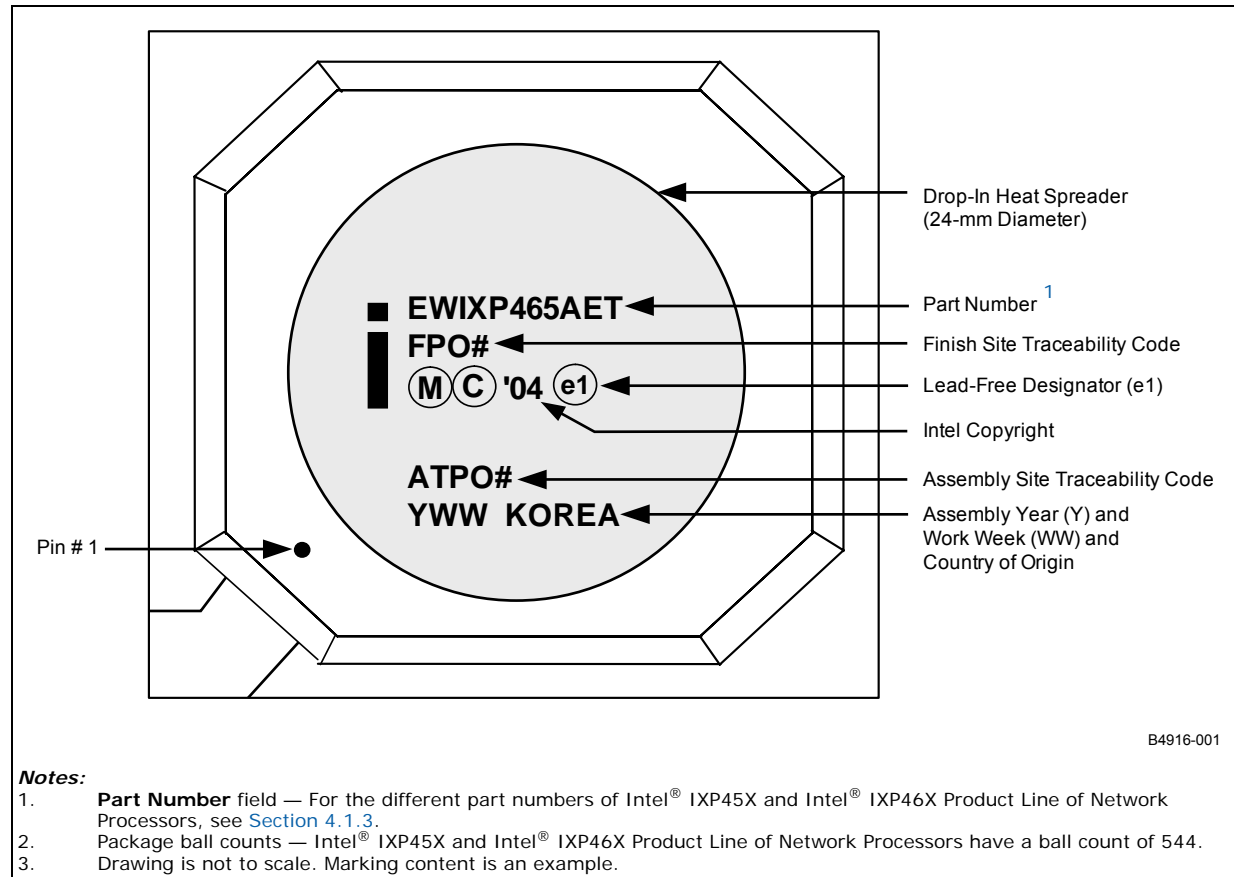 EWIXP465AET
FPO#
M C '04 e1
ATPO#
YWW KOREA
Pin # 1
Drop-In Heat Spreader
(24-mm Diameter)
Part Number 1
Finish Site Traceability Code
Lead-Free Designator (e1)
Intel Copyright
Assembly Site Traceability Code
Assembly Year (Y) and
Work Week (WW) and
Country of Origin
B4916-001
Notes:
1. Part Number field — For the different part numbers of Intel® IXP45X and Intel® IXP46X Product Line of Network
Processors, see Section 4.1.3.
2. Package ball counts — Intel® IXP45X and Intel® IXP46X Product Line of Network Processors have a ball count of 544.
3. Drawing is not to scale. Marking content is an example.